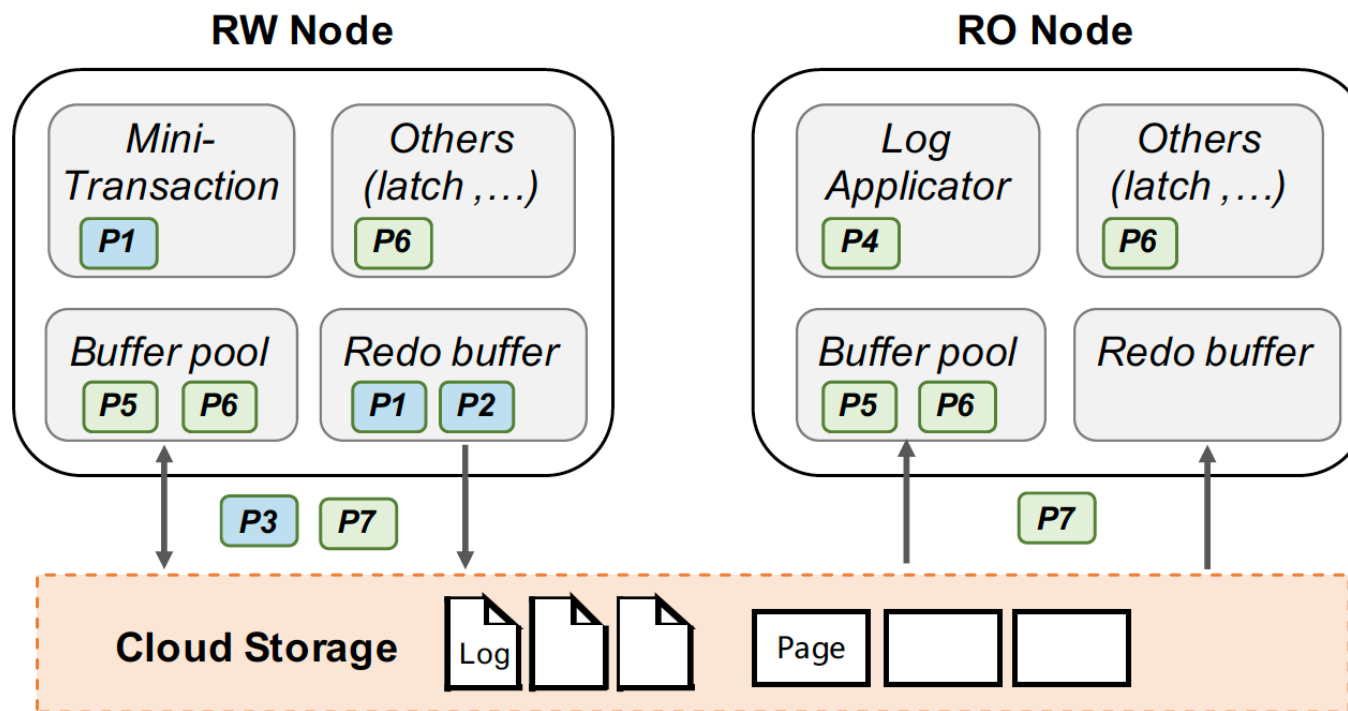 RW Node
Mini-
Transaction
P1
Others
(latch ,...)
P6
Buffer pool
P5 P6
Redo buffer
P1 P2
P3 P7
RO Node
Log
Applicator
P4
Others
(latch ,...)
P6
Buffer pool
P5 P6
Redo buffer
P7
Cloud Storage
Log
Page